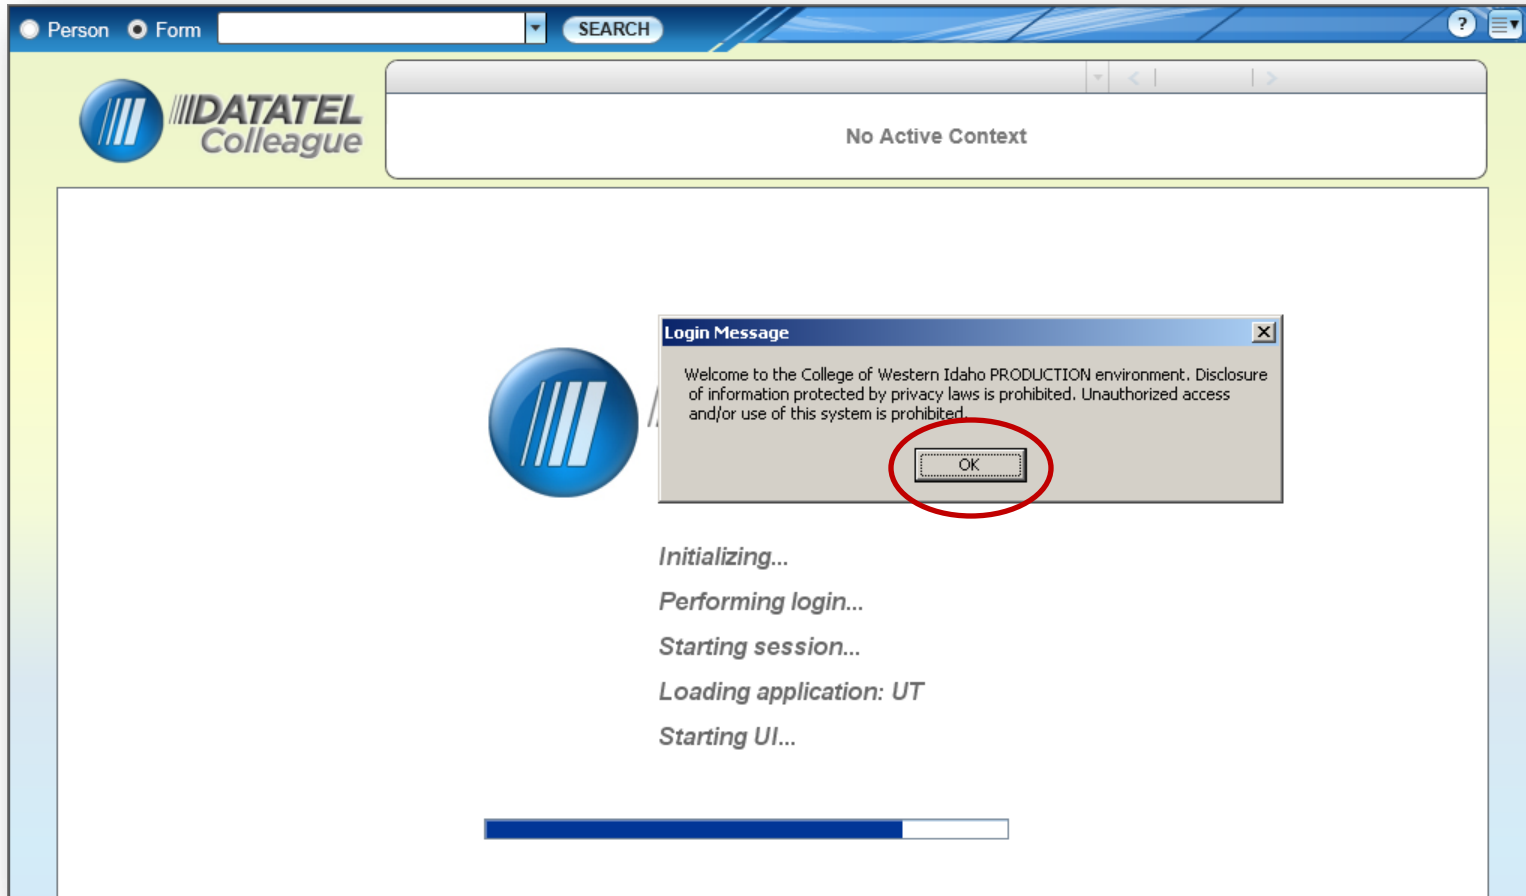 Person Form SEARCH ?
DATATEL
Colleague
No Active Context
Login Message
Welcome to the College of Western Idaho PRODUCTION environment. Disclosure
of information protected by privacy laws is prohibited. Unauthorized access
and/or use of this system is prohibited.
OK
Initializing...
Performing login...
Starting session...
Loading application: UT
Starting UI...